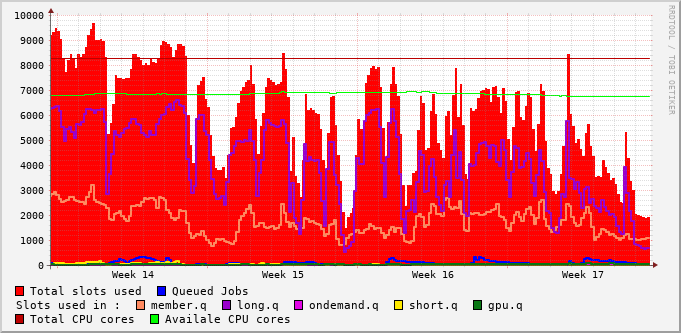 10000
9000
8000
7000
6000
5000
4000
3000
2000
1000
0
Week 14 Week 15 Week 16 Week 17
Total slots used Queued Jobs
Slots used in : member.q long.q ondemand.q short.q gpu.q
Total CPU cores Availale CPU cores
RRDTOOL / TOBI OETIKER